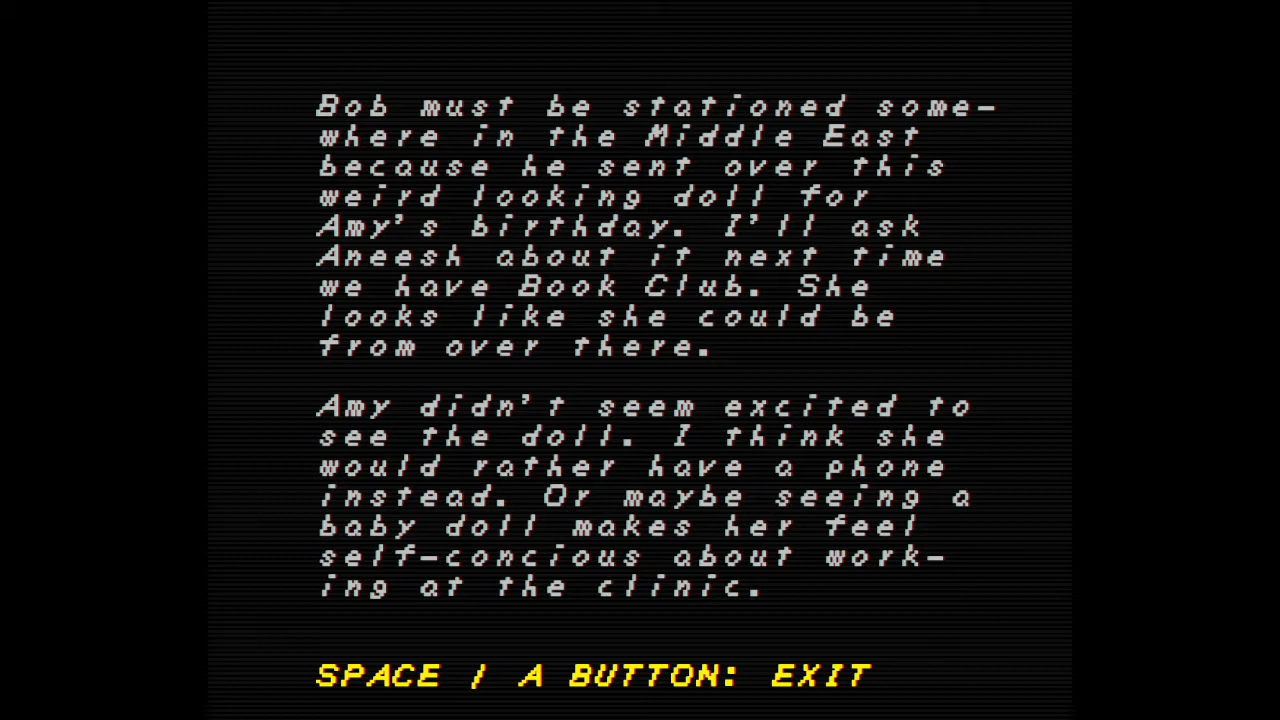 Bob must be stationed some-
where in the Middle East
because he sent over this
weird looking doll for
Amy's birthday. I'll ask
Aneesh about it next time
we have Book Club. She
looks like she could be
from over there.
Amy didn't seem excited to
see the doll. I think she
would rather have a phone
instead. Or maybe seeing a
baby doll makes her feel
self-concious about work-
ing at the clinic.
SPACE / A BUTTON: EXIT